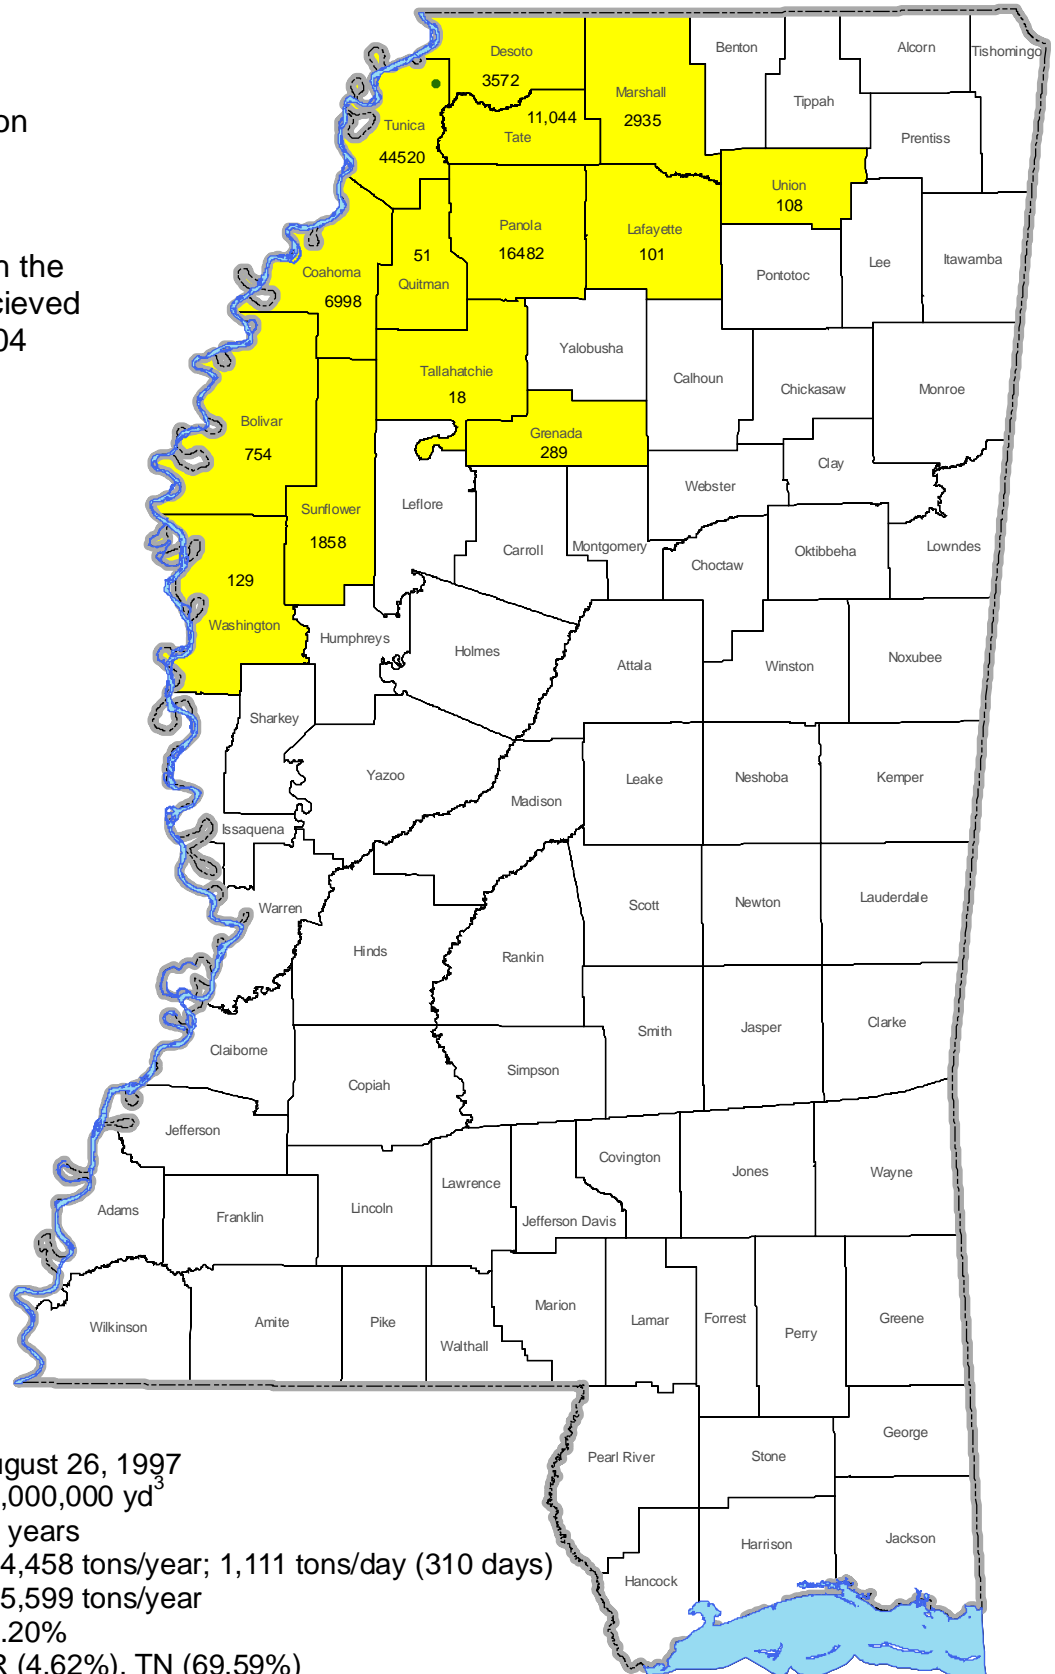 on
n the
cieved
04
Desoto
3572
Benton
Alcorn
Tishomingo
Marshall
2935
Tippah
11,044
Tate
Tunica
44520
Prentiss
Union
108
Panola
16482
Lafayette
101
51
Quitman
Coahoma
6998
Pontotoc
Lee
Itawamba
Yalobusha
Tallahatchie
18
Calhoun
Chickasaw
Monroe
Bolivar
754
Grenada
289
Clay
Webster
Leflore
Sunflower
1858
Carroll
Montgomery
Choctaw
Oktibbeha
Lowndes
129
Washington
Humphreys
Holmes
Attala
Winston
Noxubee
Sharkey
Yazoo
Madison
Leake
Neshoba
Kemper
Issaquena
Warren
Hinds
Rankin
Scott
Newton
Lauderdale
Smith
Jasper
Clarke
Claiborne
Copiah
Simpson
Jefferson
Covington
Jones
Wayne
Lawrence
Jefferson Davis
Adams
Franklin
Lincoln
Wilkinson
Amite
Pike
Walthall
Marion
Lamar
Forrest
Perry
Greene
George
Pearl River
Stone
Harrison
Jackson
Hancock
ugust 26, 1997
,000,000 yd³
years
4,458 tons/year; 1,111 tons/day (310 days)
5,599 tons/year
.20%
R (4.62%), TN (69.59%)